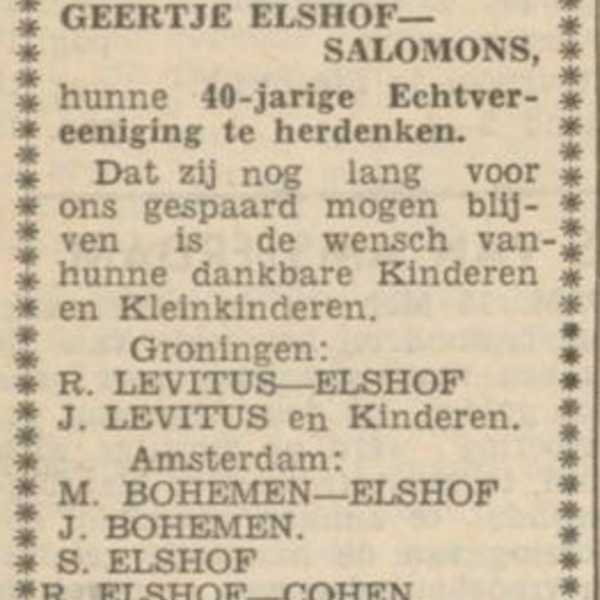 GEERTJE ELSHOF—
SALOMONS,
hunne 40-jarige Echtver-
eeniging te herdenken.
Dat zij nog lang voor
ons gespaard mogen blij-
ven is de wensch van-
hunne dankbare Kinderen
en Kleinkinderen.
Groningen:
R. LEVITUS—ELSHOF
J. LEVITUS en Kinderen.
Amsterdam:
M. BOHEMEN—ELSHOF
J. BOHEMEN.
S. ELSHOF
R. ELSHOF—COHEN